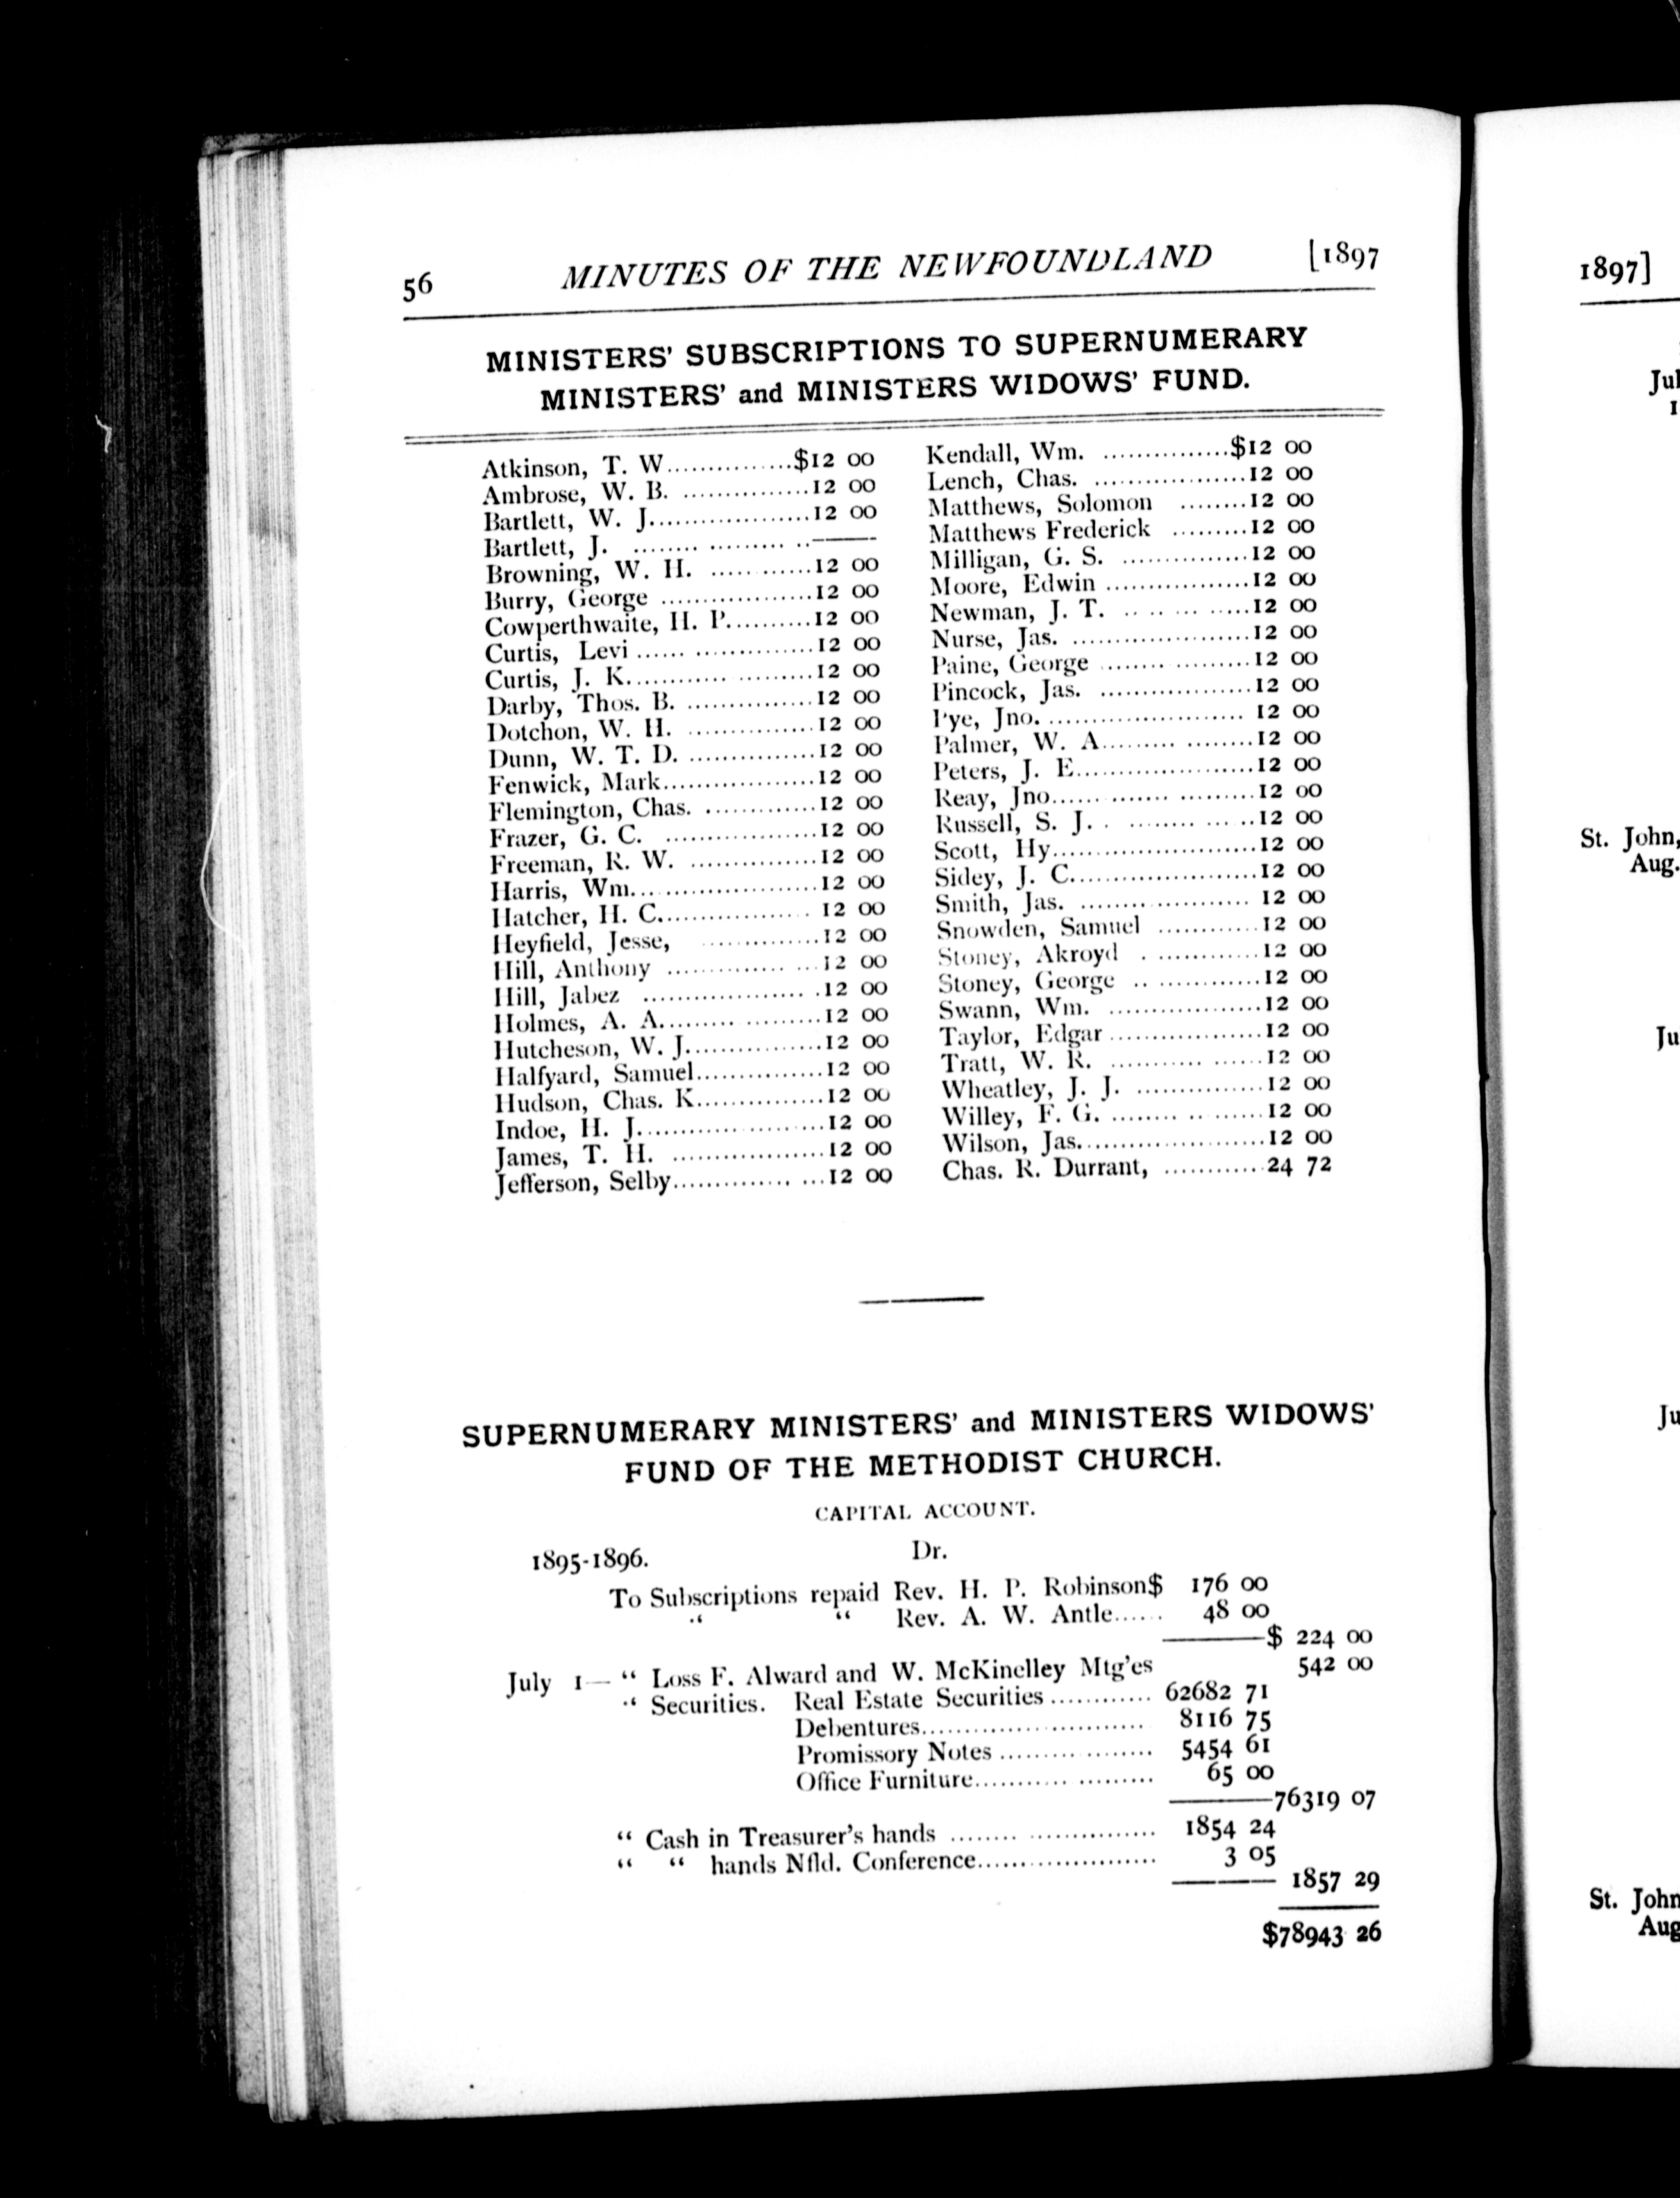 56 MINUTES OF THE NEWFOUNDLAND [1897
MINISTERS' SUBSCRIPTIONS TO SUPERNUMERARY
MINISTERS' and MINISTERS WIDOWS' FUND.
Atkinson, T. W...............$12 00
Ambrose, W. B. ...............12 00
Bartlett, W. J...................12 00
Bartlett, J. ........ ......... ..———
Browning, W. H. ..... ......12 00
Burry, George ...................12 00
Cowperthwaite, H. P..........12 00
Curtis, Levi ...... ..............12 00
Curtis, J. K..................12 00
Darby, Thos. B. ...............12 00
Dotchon, W. H. ...............12 00
Dunn, W. T. D. ...............12 00
Fenwick, Mark..................12 00
Flemington, Chas. .............12 00
Frazer, G. C. ..................12 00
Freeman, R. W. ...............12 00
Harris, Wm... ..................12 00
Hatcher, H. C.................. 12 00
Heyfield, Jesse, ..............12 00
Hill, Anthony .............. ...12 00
Hill, Jabez ................... .12 00
Holmes, A. A......... .........12 00
Hutcheson, W. J................12 00
Halfyard, Samuel...............12 00
Hudson, Chas. K...............12 00
Indoe, H. J...................12 00
James, T. H. ..................12 00
Jefferson, Selby.............. ...12 00
Kendall, Wm. ...............$12 00
Lench, Chas. ..................12 00
Matthews, Solomon ........12 00
Matthews Frederick .........12 00
Milligan, G. S. ...............12 00
Moore, Edwin .................12 00
Newman, J. T. .. .. ... .....12 00
Nurse, Jas. .....................12 00
Paine, George ........ .........12 00
Pincock, Jas. ..................12 00
Pye, Jno. ....................... 12 00
Palmer, W. A......... ........12 00
Peters, J. E.....................12 00
Reay, Jno...... ....... .........12 00
Russell, S. J. . ........ ... ..12 00
Scott, Hy........................12 00
Sidey, J. C......................12 00
Smith, Jas. .................... 12 00
Snowden, Samuel ............12 00
Stoney, Akroyd . ............12 00
Stoney, George .. ............12 00
Swann, Wm. ..................12 00
Taylor, Edgar ..................12 00
Tratt, W. R. ........... ......12 00
Wheatley, J. J. ...............12 00
Willey, F. G. ........ .. .......12 00
Wilson, Jas......................12 00
Chas. R. Durrant, ............24 72
SUPERNUMERARY MINISTERS' and MINISTERS WIDOWS'
FUND OF THE METHODIST CHURCH.
CAPITAL ACCOUNT.
1895-1896. Dr.
To Subscriptions repaid Rev. H. P. Robinson$ 176 00
“ “ Rev. A. W. Antle...... 48 00
———$ 224 00
July 1— “ Loss F. Alward and W. McKinelley Mtg'es 542 00
“ Securities. Real Estate Securities ............ 62682 71
Debentures.......................... 8116 75
Promissory Notes .................. 5454 61
Office Furniture........... ......... 65 00
———76319 07
“ Cash in Treasurer's hands ........ ............... 1854 24
“ “ hands Nfld. Conference...................... 3 05
——— 1857 29
$78943 26
1897]
Jul
1
St. John,
Aug.
Ju
Ju
St. John
Aug